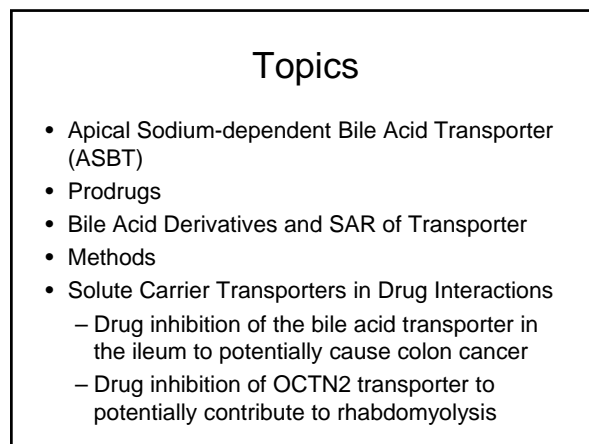 Topics
• Apical Sodium-dependent Bile Acid Transporter
(ASBT)
• Prodrugs
• Bile Acid Derivatives and SAR of Transporter
• Methods
• Solute Carrier Transporters in Drug Interactions
– Drug inhibition of the bile acid transporter in
the ileum to potentially cause colon cancer
– Drug inhibition of OCTN2 transporter to
potentially contribute to rhabdomyolysis